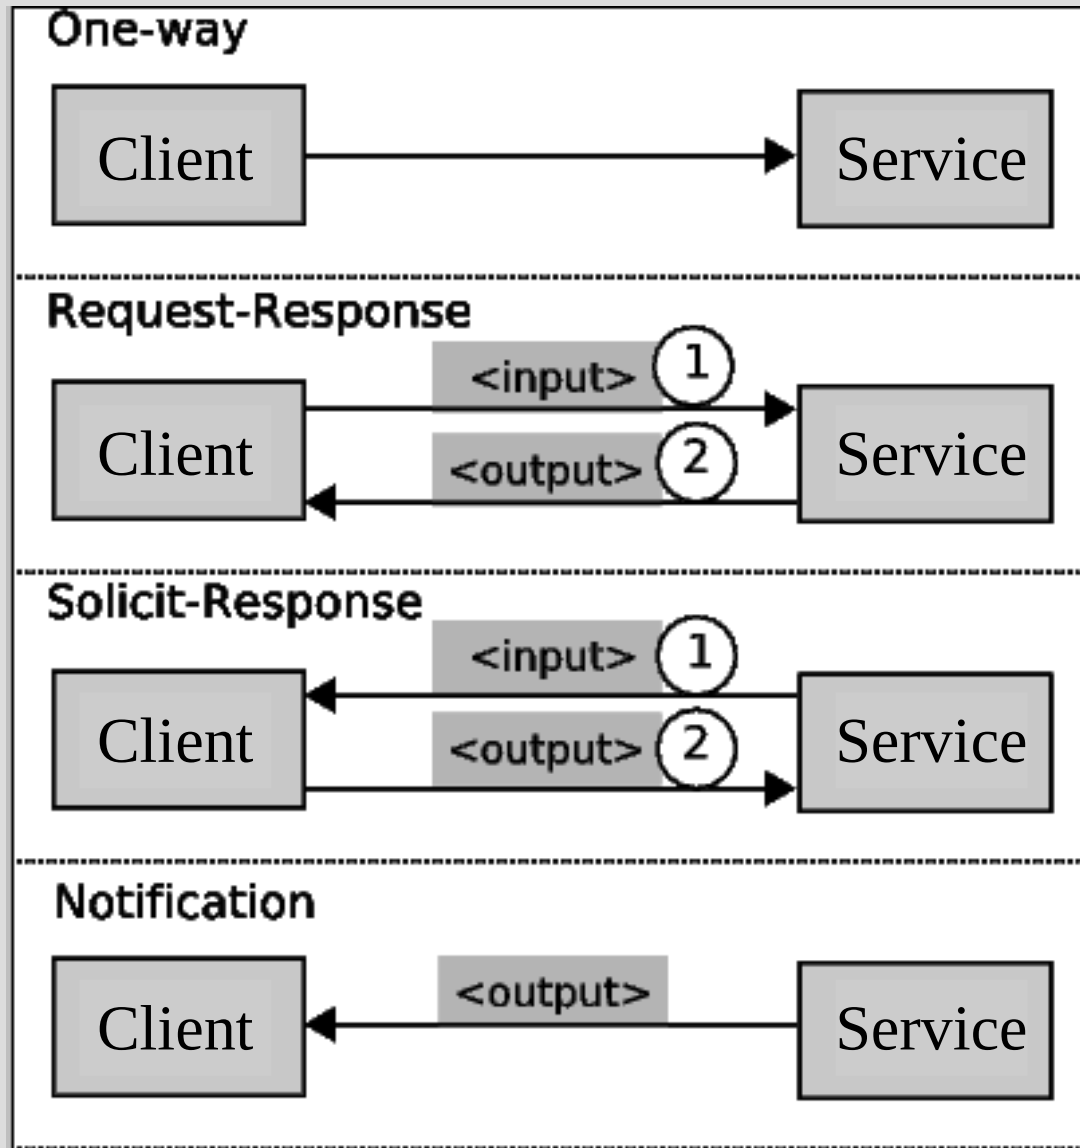 One-way
Client
Service
Request-Response
<input> 1
Client
Service
<output> 2
Solicit-Response
<input> 1
Client
Service
<output> 2
Notification
<output>
Client
Service